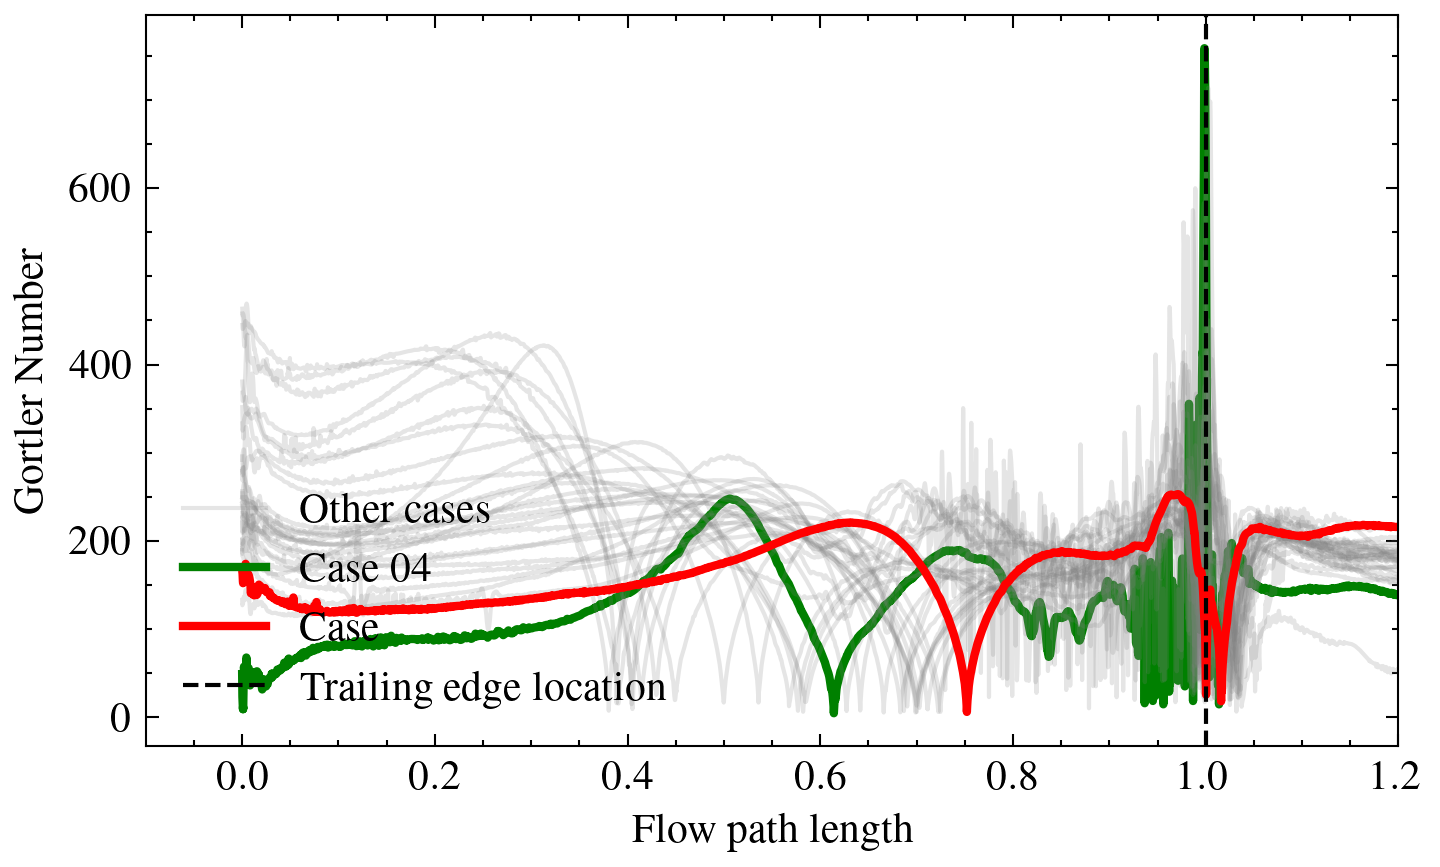 600
400
200
0
Gortler Number
Other cases
Case 04
Case
Trailing edge location
0.0 0.2 0.4 0.6 0.8 1.0 1.2
Flow path length